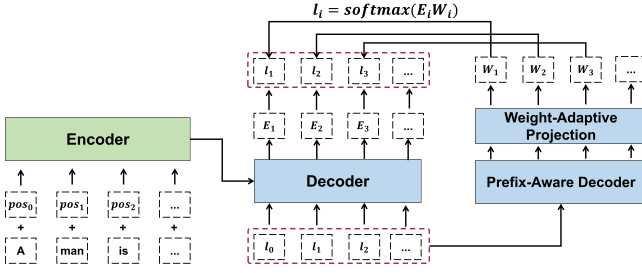 l_i = softmax(E_i W_i)
l_1 l_2 l_3 ...
W_1 W_2 W_3 ...
E_1 E_2 E_3 ...
Weight-Adaptive
Projection
Encoder
Decoder
Prefix-Aware Decoder
pos_0 pos_1 pos_2 ...
+ + + +
A man is ...
l_0 l_1 l_2 ...